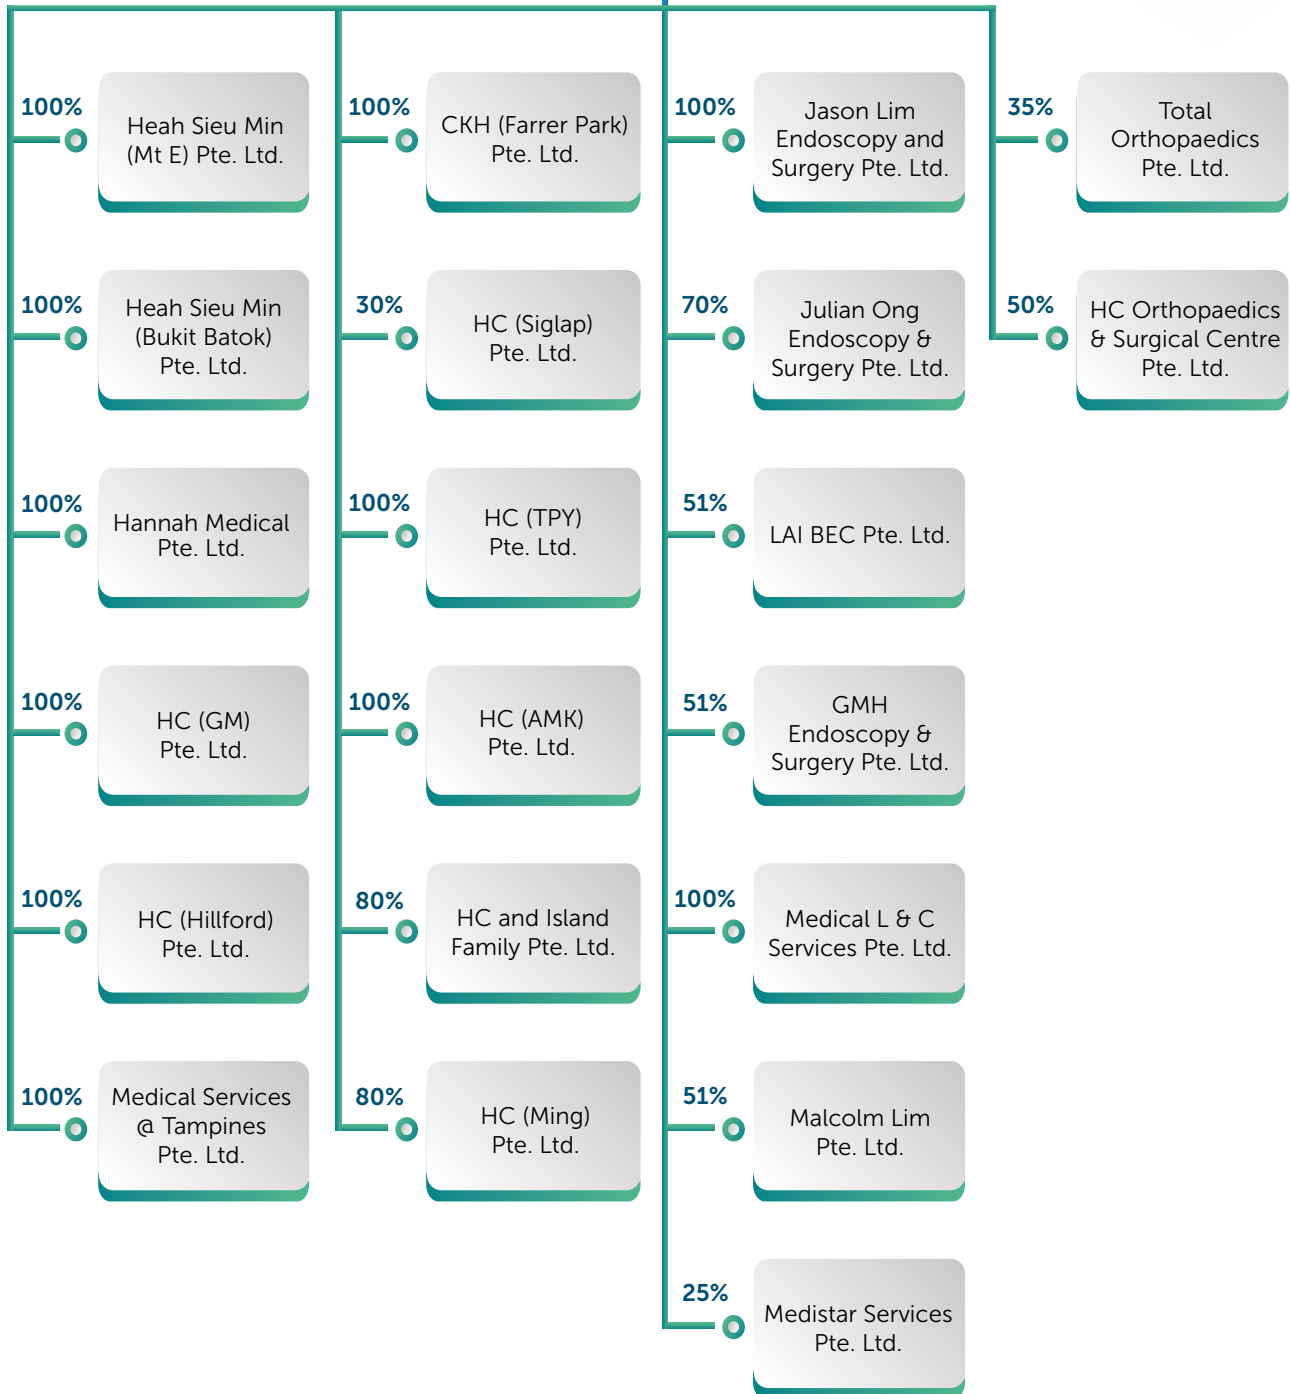 100%
Heah Sieu Min
(Mt E) Pte. Ltd.
100%
Heah Sieu Min
(Bukit Batok)
Pte. Ltd.
100%
Hannah Medical
Pte. Ltd.
100%
HC (GM)
Pte. Ltd.
100%
HC (Hillford)
Pte. Ltd.
100%
Medical Services
@ Tampines
Pte. Ltd.
100%
CKH (Farrer Park)
Pte. Ltd.
30%
HC (Siglap)
Pte. Ltd.
100%
HC (TPY)
Pte. Ltd.
100%
HC (AMK)
Pte. Ltd.
80%
HC and Island
Family Pte. Ltd.
80%
HC (Ming)
Pte. Ltd.
100%
Jason Lim
Endoscopy and
Surgery Pte. Ltd.
70%
Julian Ong
Endoscopy &
Surgery Pte. Ltd.
51%
LAI BEC Pte. Ltd.
51%
GMH
Endoscopy &
Surgery Pte. Ltd.
100%
Medical L & C
Services Pte. Ltd.
51%
Malcolm Lim
Pte. Ltd.
25%
Medistar Services
Pte. Ltd.
35%
Total
Orthopaedics
Pte. Ltd.
50%
HC Orthopaedics
& Surgical Centre
Pte. Ltd.